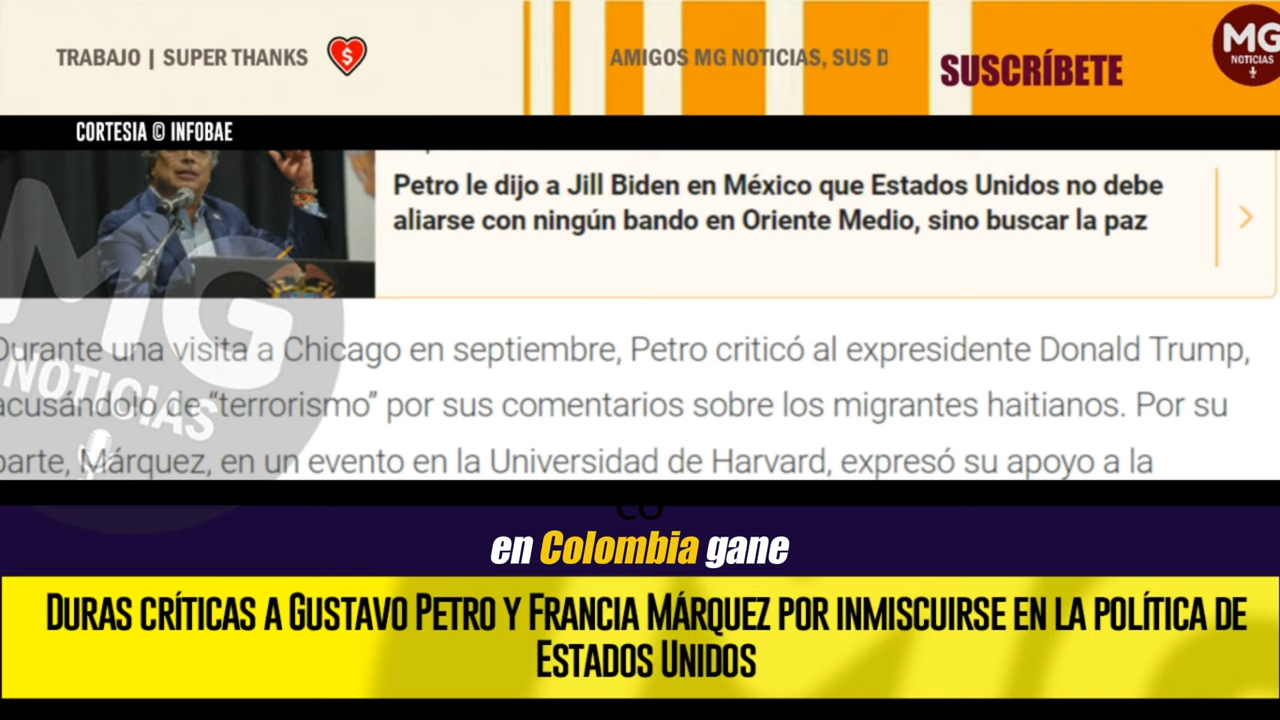 TRABAJO | SUPER THANKS
AMIGOS MG NOTICIAS, SUS D
SUSCRÍBETE
MG
NOTICIAS
CORTESIA © INFOBAE
Petro le dijo a Jill Biden en México que Estados Unidos no debe
aliarse con ningún bando en Oriente Medio, sino buscar la paz
Durante una visita a Chicago en septiembre, Petro criticó al expresidente Donald Trump,
acusándolo de “terrorismo” por sus comentarios sobre los migrantes haitianos. Por su
parte, Márquez, en un evento en la Universidad de Harvard, expresó su apoyo a la
MG
NOTICIAS
en Colombia gane
DURAS CRÍTICAS A GUSTAVO PETRO Y FRANCIA MÁRQUEZ POR INMISCUIRSE EN LA POLÍTICA DE
ESTADOS UNIDOS